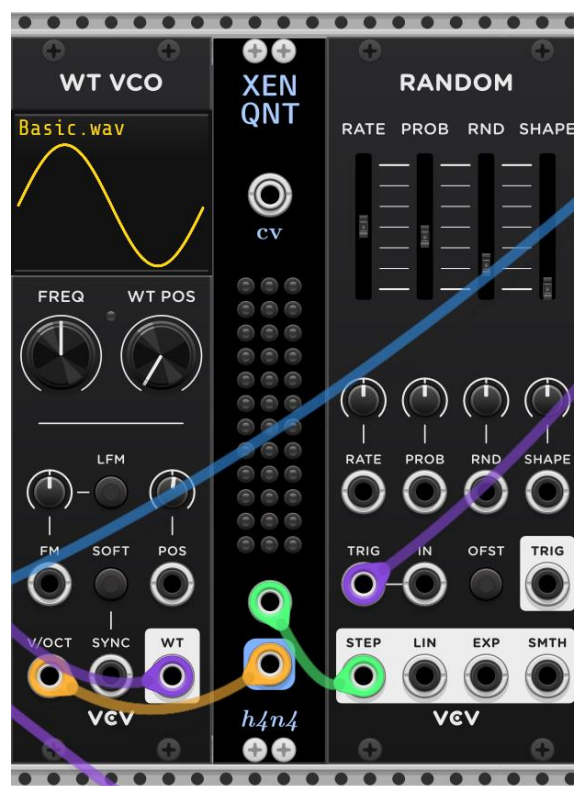 WT VCO
Basic.wav
FREQ WT POS
LFM
FM SOFT POS
V/OCT SYNC WT
VCV
XEN
QNT
cv
h4n4
RANDOM
RATE PROB RND SHAPE
RATE PROB RND SHAPE
TRIG IN OFST TRIG
STEP LIN EXP SMTH
VCV